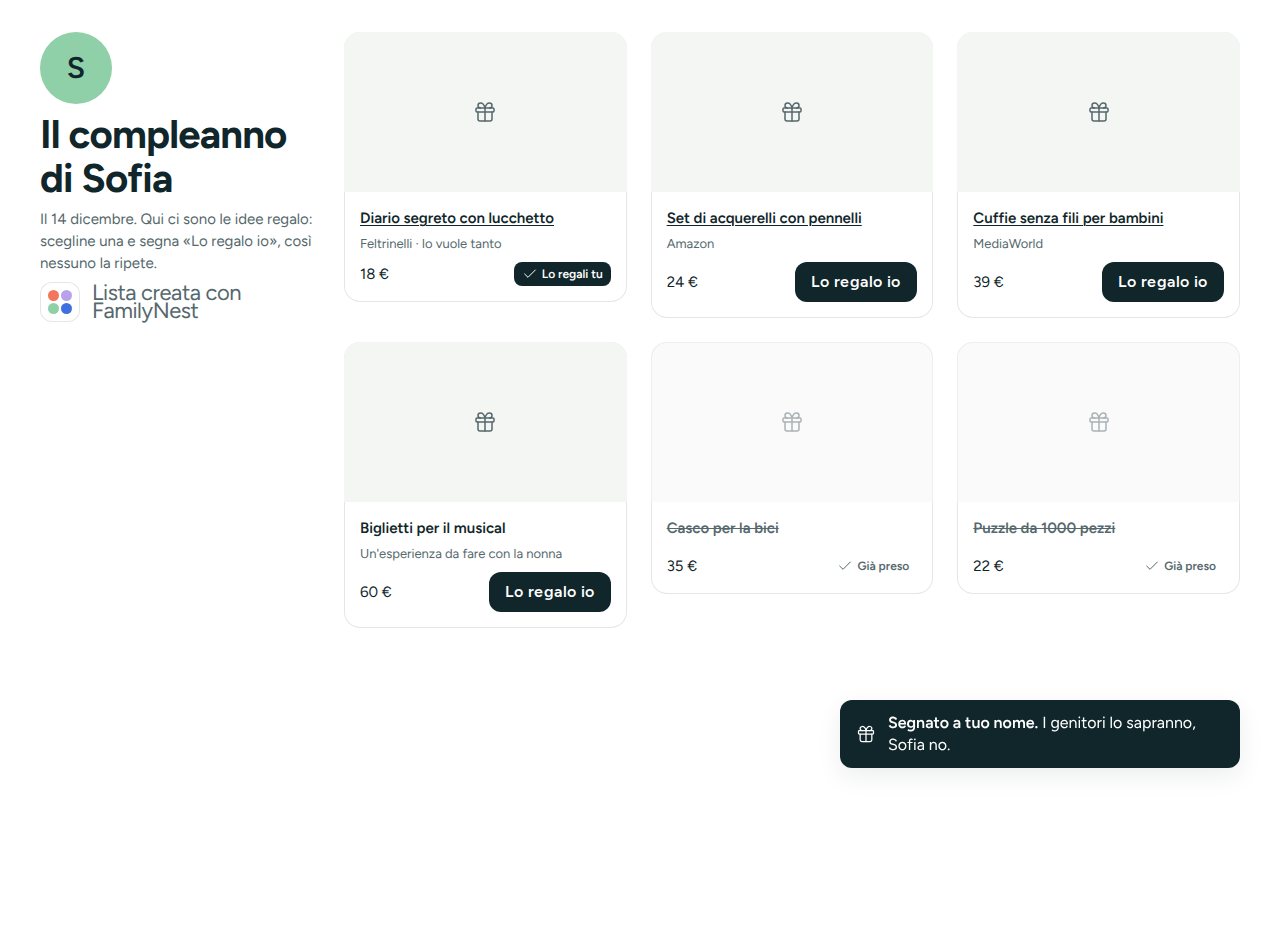 S
Il compleanno
di Sofia
Il 14 dicembre. Qui ci sono le idee regalo:
scegline una e segna «Lo regalo io», così
nessuno la ripete.
Lista creata con
FamilyNest
Diario segreto con lucchetto
Feltrinelli · lo vuole tanto
18 €
Lo regali tu
Set di acquerelli con pennelli
Amazon
24 €
Lo regalo io
Cuffie senza fili per bambini
MediaWorld
39 €
Lo regalo io
Biglietti per il musical
Un'esperienza da fare con la nonna
60 €
Lo regalo io
Casco per la bici
35 €
Già preso
Puzzle da 1000 pezzi
22 €
Già preso
Segnato a tuo nome. I genitori lo sapranno,
Sofia no.